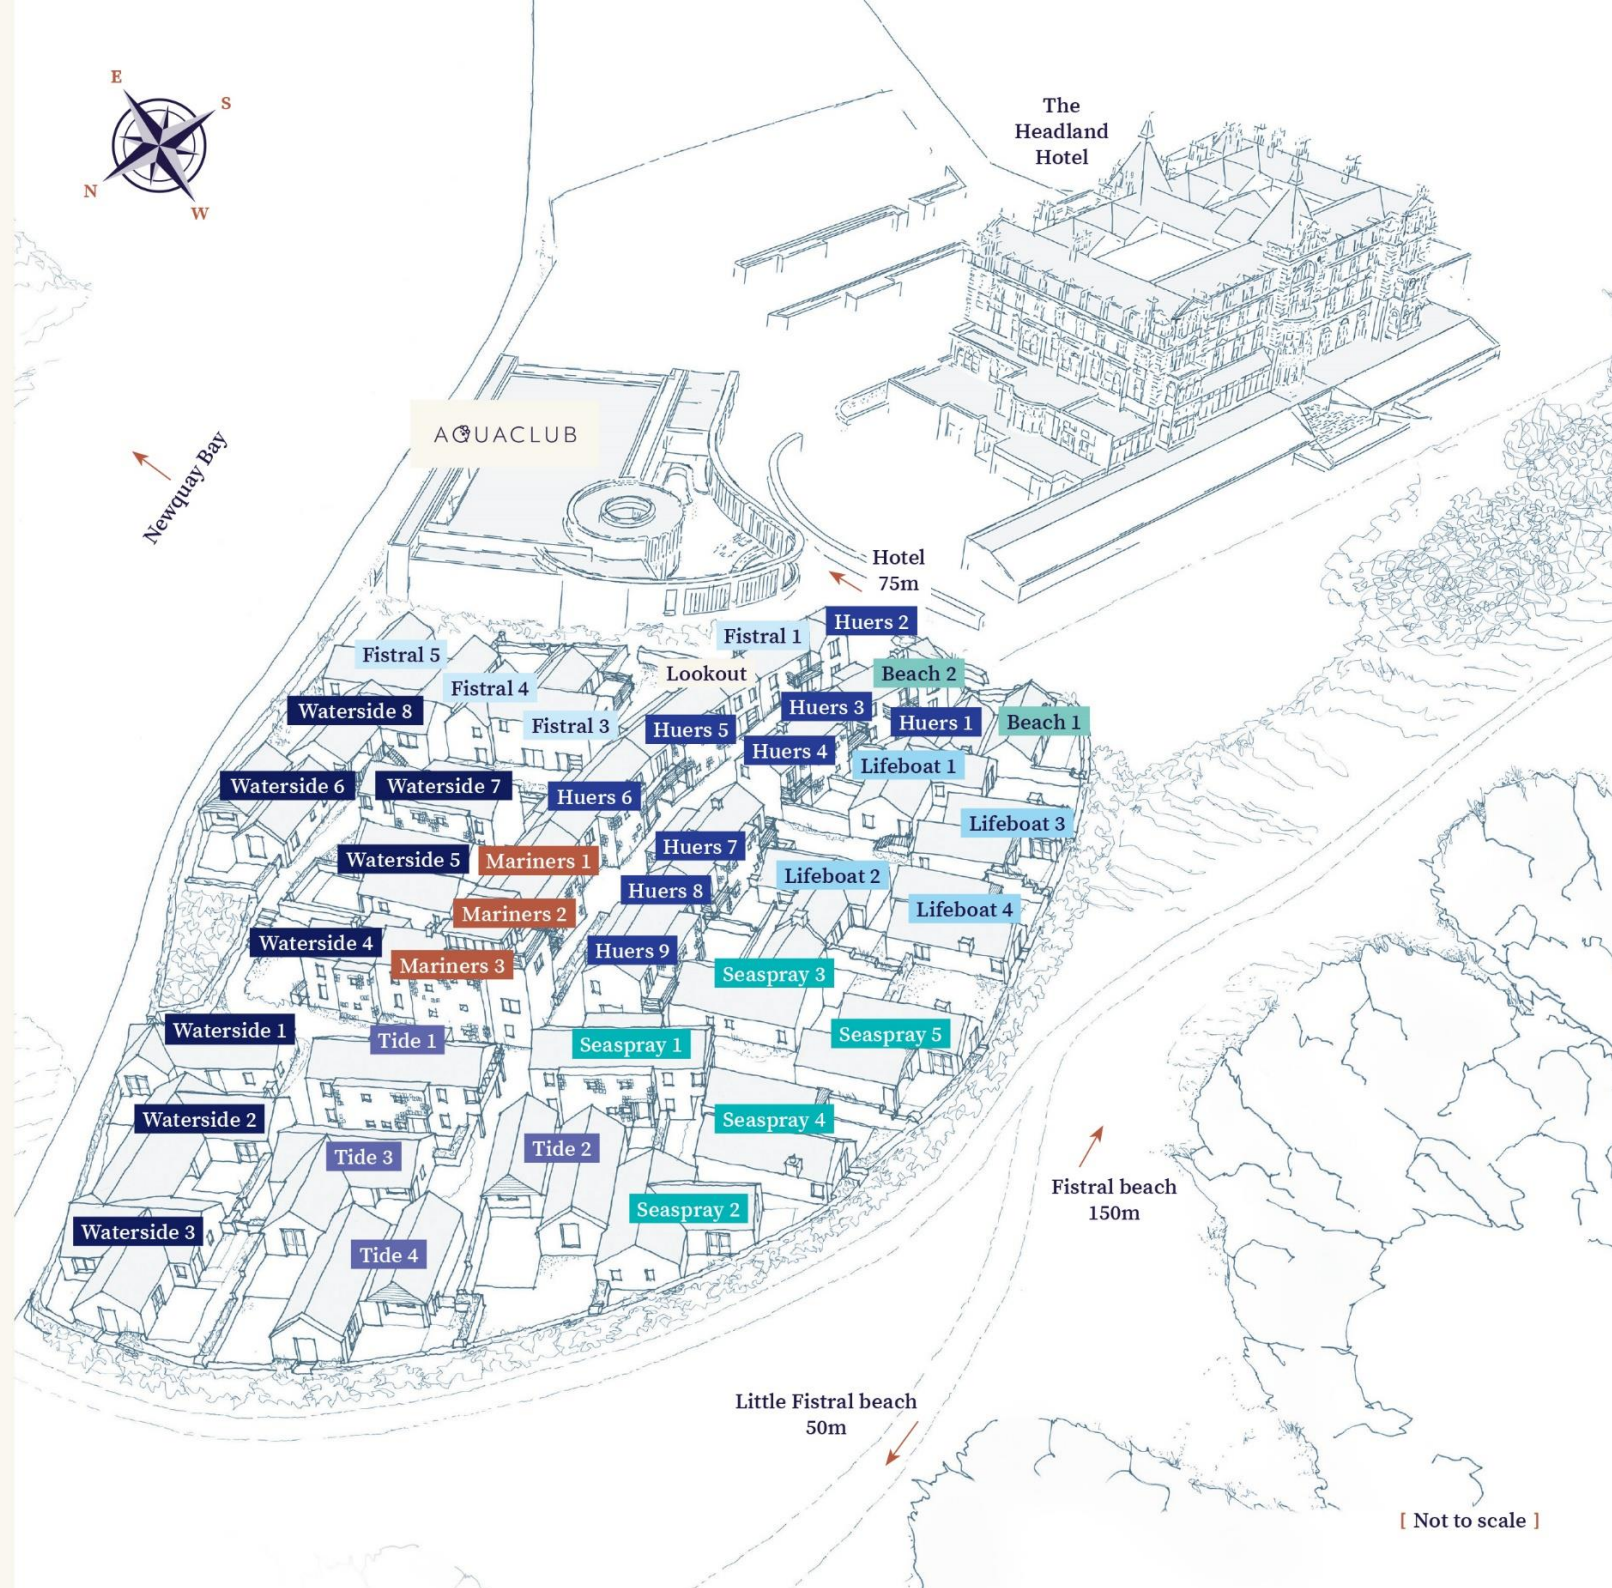 E
S
N
W
The
Headland
Hotel
AQUACLUB
Newquay Bay
Hotel
75m
Huers 2
Fistral 1
Fistral 5
Lookout
Beach 2
Fistral 4
Waterside 8
Huers 3
Fistral 3
Huers 5
Huers 1
Beach 1
Huers 4
Lifeboat 1
Waterside 6
Waterside 7
Huers 6
Lifeboat 3
Huers 7
Waterside 5
Mariners 1
Lifeboat 2
Huers 8
Mariners 2
Lifeboat 4
Waterside 4
Huers 9
Mariners 3
Seaspray 3
Waterside 1
Tide 1
Seaspray 1
Seaspray 5
Waterside 2
Seaspray 4
Tide 2
Tide 3
Fistral beach
150m
Seaspray 2
Waterside 3
Tide 4
Little Fistral beach
50m
[ Not to scale ]